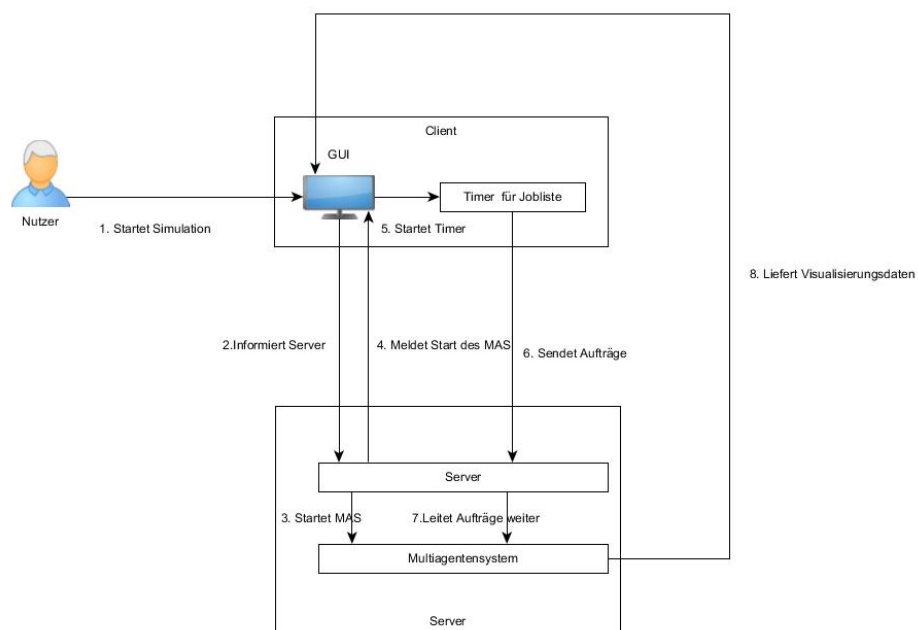 Client
GUI
Timer für Jobliste
Nutzer
1. Startet Simulation
5. Startet Timer
8. Liefert Visualisierungsdaten
2.Informiert Server
4. Meldet Start des MAS
6. Sendet Aufträge
Server
3. Startet MAS
7.Leitet Aufträge weiter
Multiagentensystem
Server